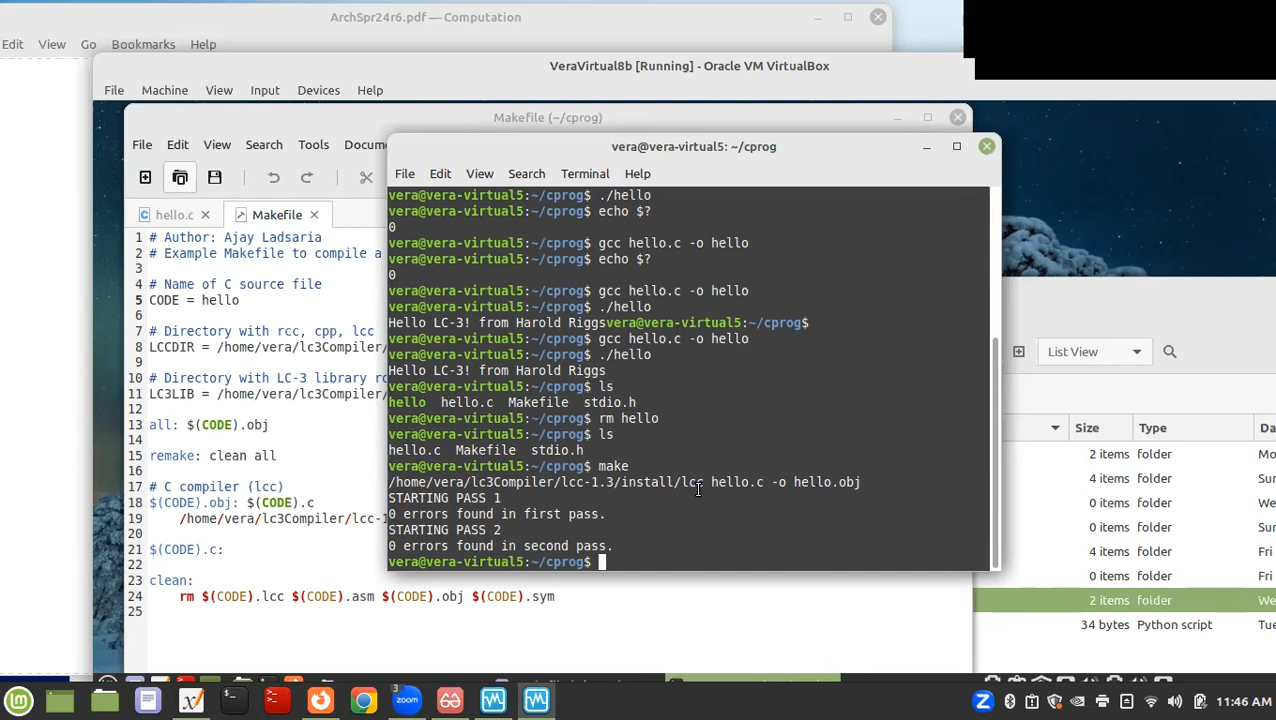 ArchSpr24r6.pdf — Computation
Edit View Go Bookmarks Help
VeraVirtual8b [Running] - Oracle VM VirtualBox
File Machine View Input Devices Help
Makefile (~/cprog)
File Edit View Search Tools Docum
vera@vera-virtual5: ~/cprog
File Edit View Search Terminal Help
hello.c Makefile
1 # Author: Ajay Ladsaria
2 # Example Makefile to compile a
3
4 # Name of C source file
5 CODE = hello
6
7 # Directory with rcc, cpp, lcc
8 LCCDIR = /home/vera/lc3Compiler/
9
10 # Directory with LC-3 library ro
11 LC3LIB = /home/vera/lc3Compiler/
12
13 all: $(CODE).obj
14
15 remake: clean all
16
17 # C compiler (lcc)
18 $(CODE).obj: $(CODE).c
19 /home/vera/lc3Compiler/lcc-1
20
21 $(CODE).c:
22
23 clean:
24 rm $(CODE).lcc $(CODE).asm $(CODE).obj $(CODE).sym
25
vera@vera-virtual5:~/cprog$ ./hello
vera@vera-virtual5:~/cprog$ echo $?
0
vera@vera-virtual5:~/cprog$ gcc hello.c -o hello
vera@vera-virtual5:~/cprog$ echo $?
0
vera@vera-virtual5:~/cprog$ gcc hello.c -o hello
vera@vera-virtual5:~/cprog$ ./hello
Hello LC-3! from Harold Riggsvera@vera-virtual5:~/cprog$
vera@vera-virtual5:~/cprog$ gcc hello.c -o hello
vera@vera-virtual5:~/cprog$ ./hello
Hello LC-3! from Harold Riggs
vera@vera-virtual5:~/cprog$ ls
hello hello.c Makefile stdio.h
vera@vera-virtual5:~/cprog$ rm hello
vera@vera-virtual5:~/cprog$ ls
hello.c Makefile stdio.h
vera@vera-virtual5:~/cprog$ make
/home/vera/lc3Compiler/lcc-1.3/install/lcc hello.c -o hello.obj
STARTING PASS 1
0 errors found in first pass.
STARTING PASS 2
0 errors found in second pass.
vera@vera-virtual5:~/cprog$
List View
Size Type Da
2 items folder Mo
4 items folder We
0 items folder We
2 items folder Fri
4 items folder Fri
0 items folder We
2 items folder We
34 bytes Python script Tue
zoom 3
11:46 AM